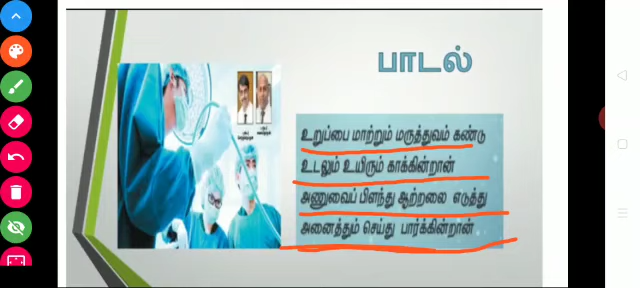 பாடல்
உறுப்பை மாற்றும் மருத்துவம் கண்டு
உடலும் உயிரும் காக்கின்றான்
அணுவைப் பிளந்து ஆற்றலை எடுத்து
அனைத்தும் செய்து பார்க்கின்றான்